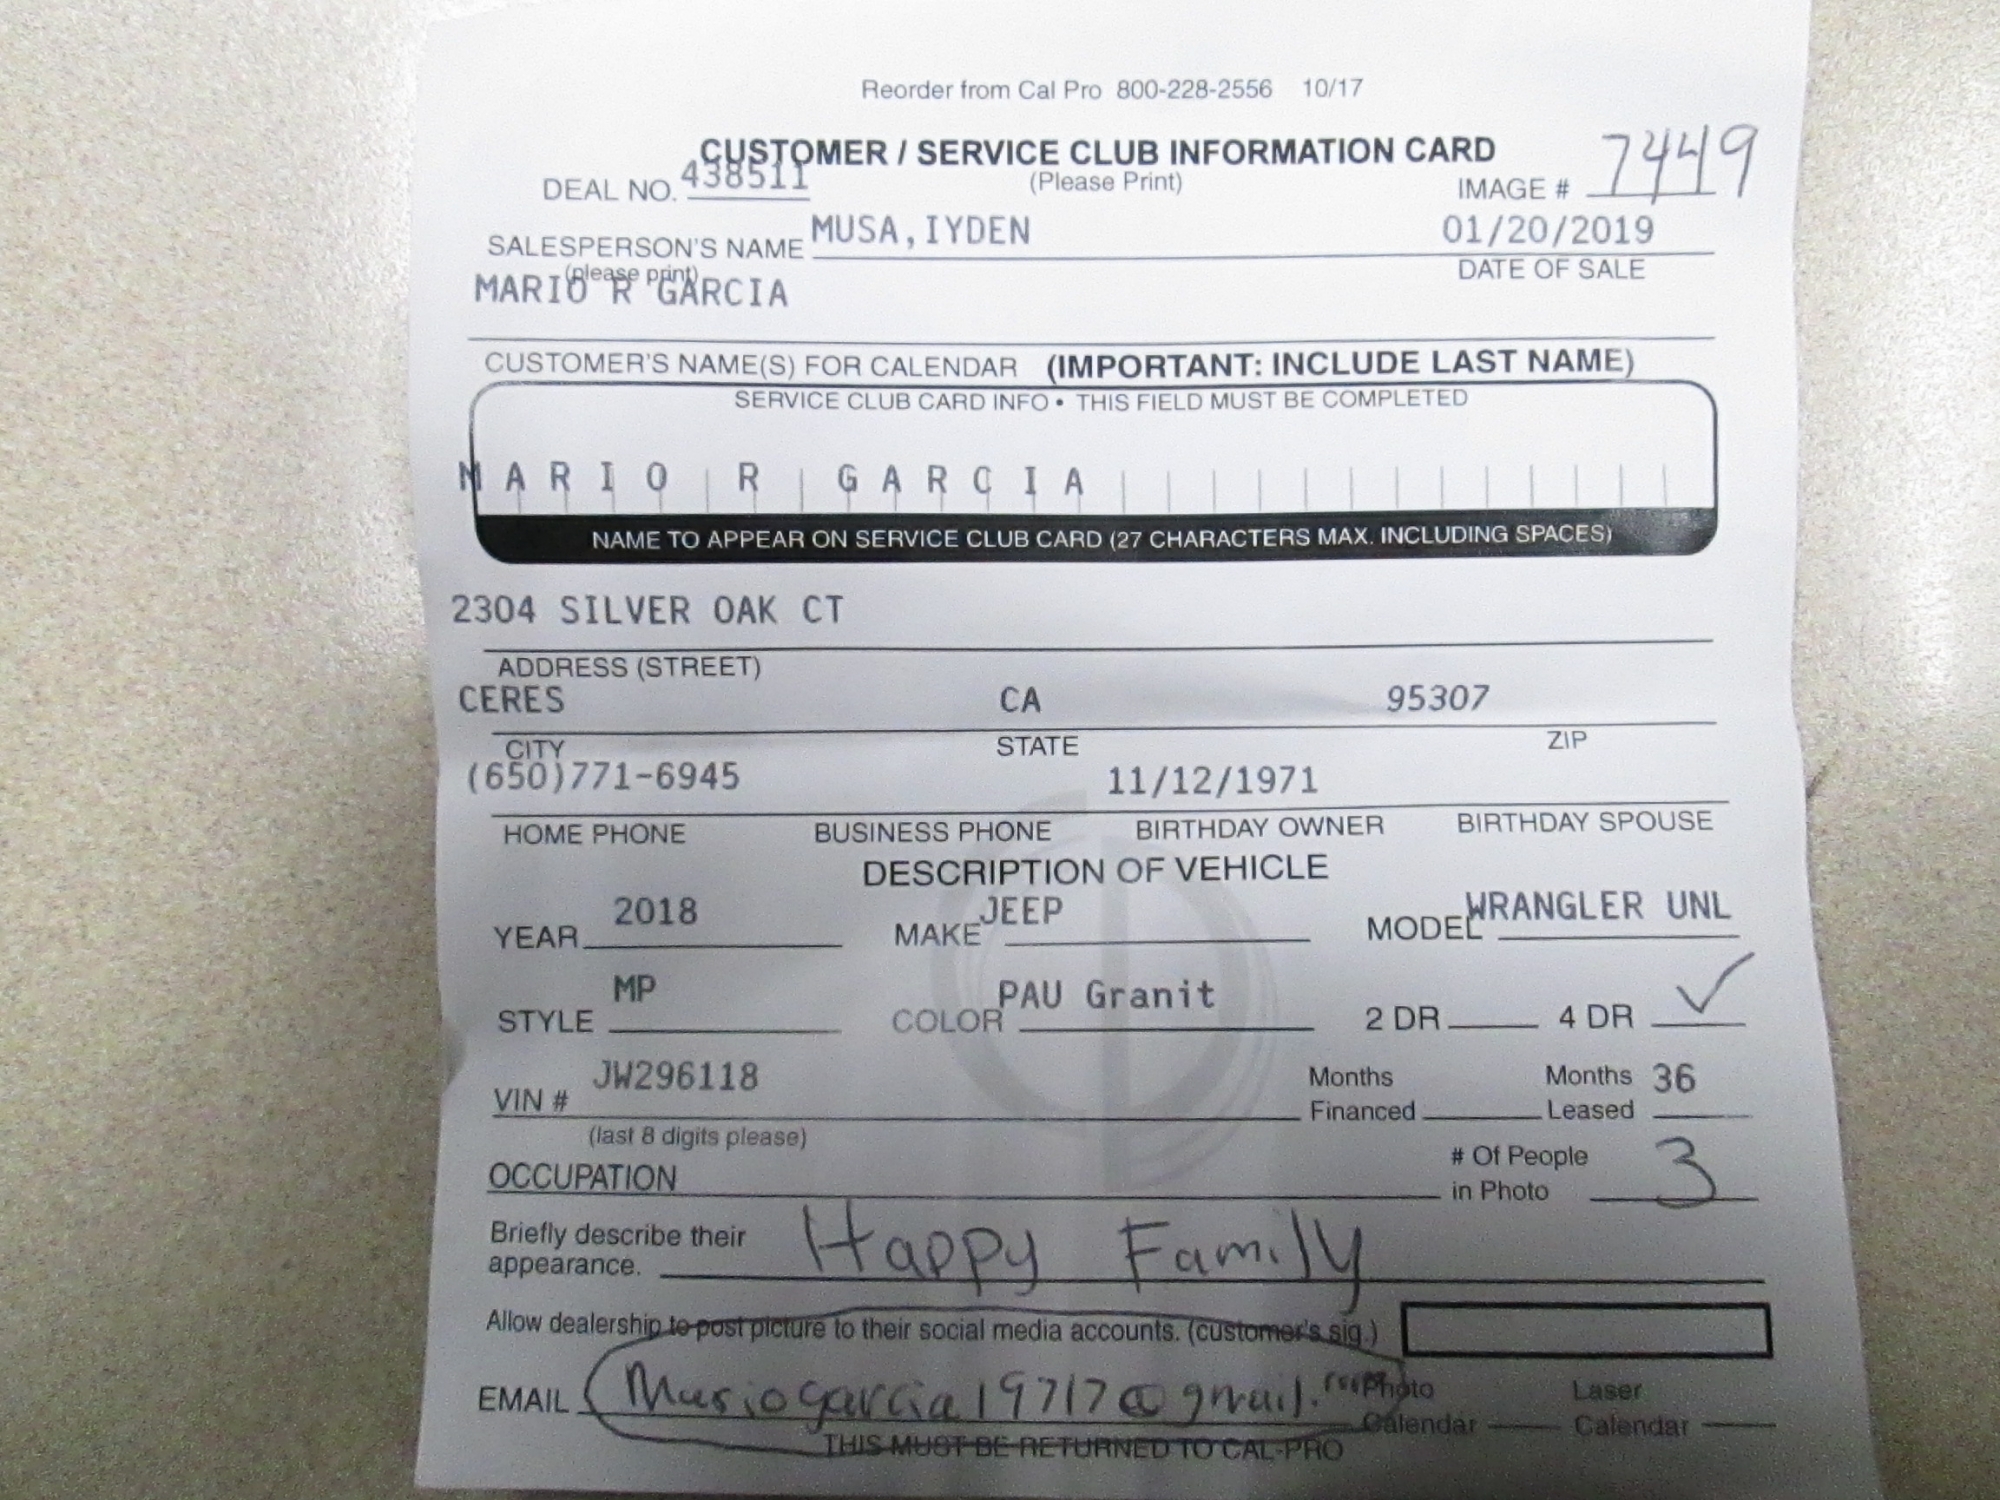 Reorder from Cal Pro 800-228-2556 10/17
CUSTOMER / SERVICE CLUB INFORMATION CARD
(Please Print)
DEAL NO. 438511
IMAGE # 7449
SALESPERSON'S NAME MUSA,IYDEN 01/20/2019
(please print) DATE OF SALE
MARIO R GARCIA
CUSTOMER'S NAME(S) FOR CALENDAR (IMPORTANT: INCLUDE LAST NAME)
SERVICE CLUB CARD INFO • THIS FIELD MUST BE COMPLETED
MARIO R GARCIA
NAME TO APPEAR ON SERVICE CLUB CARD (27 CHARACTERS MAX. INCLUDING SPACES)
2304 SILVER OAK CT
ADDRESS (STREET)
CERES CA 95307
CITY STATE ZIP
(650)771-6945 11/12/1971
HOME PHONE BUSINESS PHONE BIRTHDAY OWNER BIRTHDAY SPOUSE
DESCRIPTION OF VEHICLE
YEAR 2018 MAKE JEEP MODEL WRANGLER UNL
STYLE MP COLOR PAU Granit 2 DR 4 DR ✓
VIN # JW296118 Months Financed Months Leased 36
(last 8 digits please)
OCCUPATION # Of People in Photo 3
Briefly describe their appearance. Happy Family
Allow dealership to post picture to their social media accounts. (customer's sig.)
EMAIL Mariogarcia19717@gmail.com Photo Calendar Laser Calendar
THIS MUST BE RETURNED TO CAL-PRO